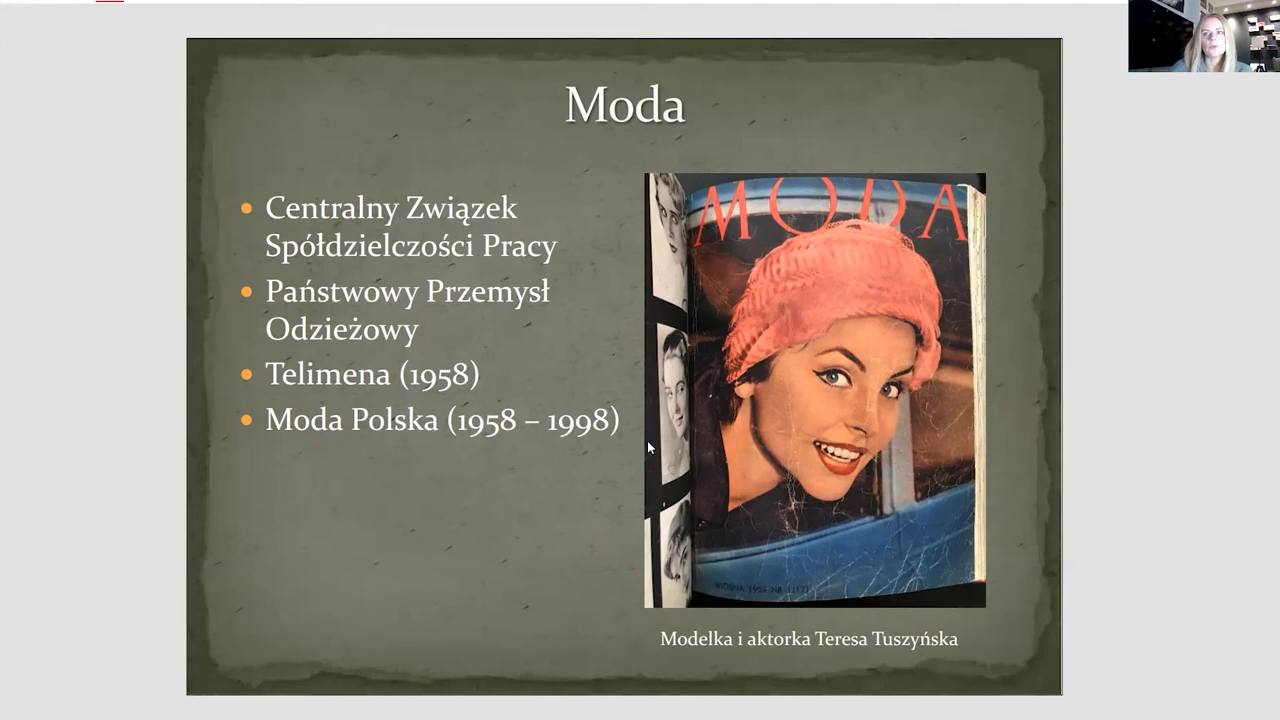 Moda
• Centralny Związek
Spółdzielczości Pracy
• Państwowy Przemysł
Odzieżowy
• Telimena (1958)
• Moda Polska (1958 – 1998)
MODA
Modelka i aktorka Teresa Tuszyńska